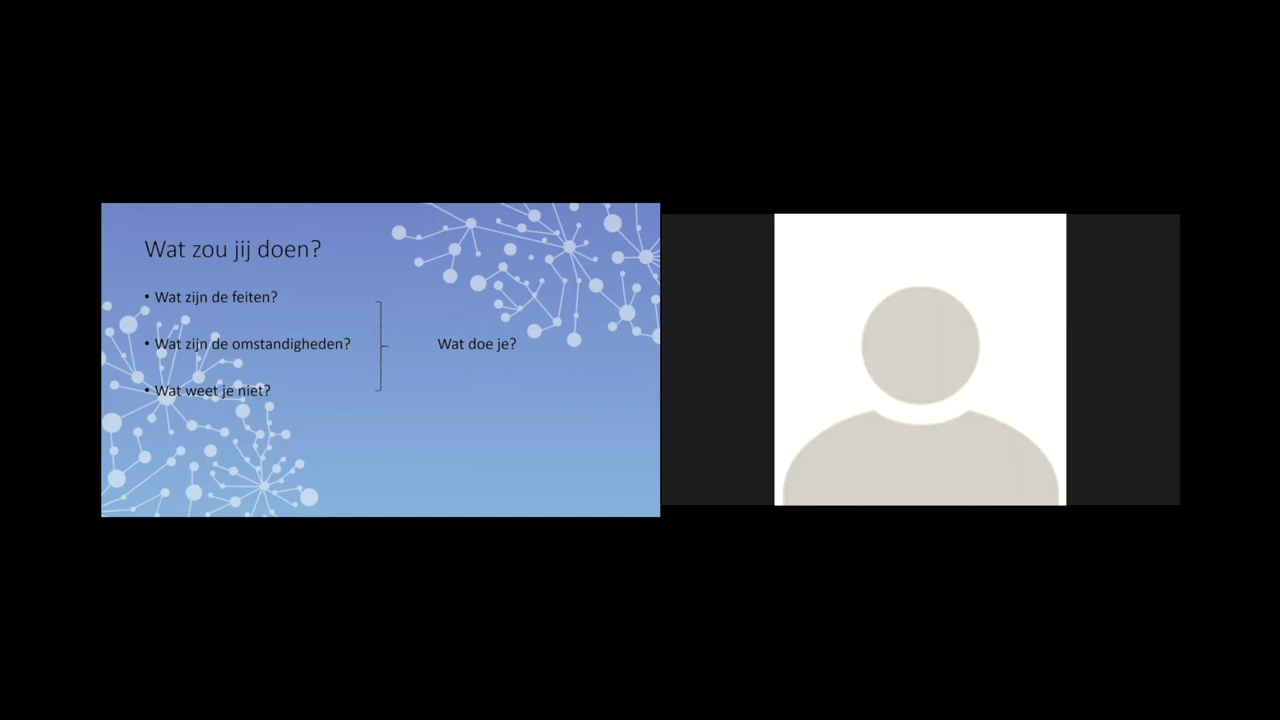 Wat zou jij doen?
• Wat zijn de feiten?
• Wat zijn de omstandigheden?
Wat doe je?
• Wat weet je niet?